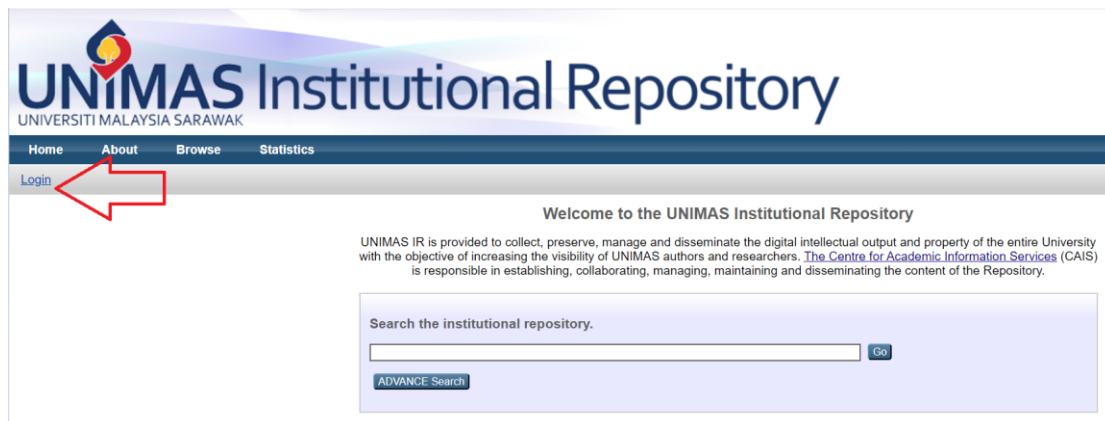 UNIMAS Institutional Repository
UNIVERSITI MALAYSIA SARAWAK
Home About Browse Statistics
Login
Welcome to the UNIMAS Institutional Repository
UNIMAS IR is provided to collect, preserve, manage and disseminate the digital intellectual output and property of the entire University
with the objective of increasing the visibility of UNIMAS authors and researchers. The Centre for Academic Information Services (CAIS)
is responsible in establishing, collaborating, managing, maintaining and disseminating the content of the Repository.
Search the institutional repository.
Go
ADVANCE Search